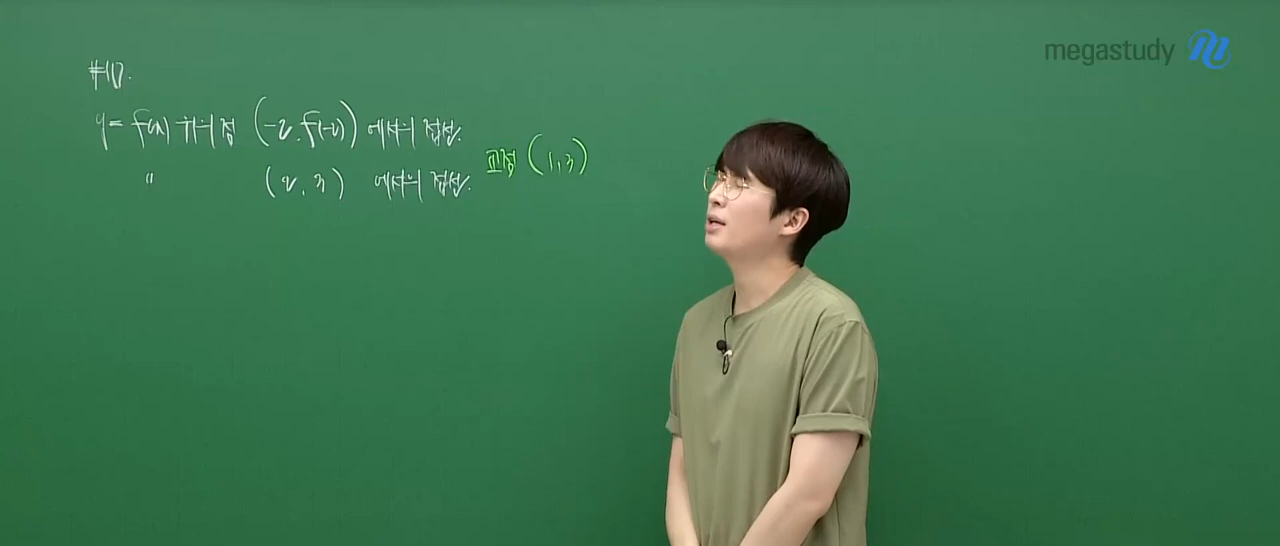 megastudy
#10.
y = f(x) 위의 점 (-2, f(-2)) 에서의 접선.
〃 (2, 3) 에서의 접선. 교점 (1, 3)